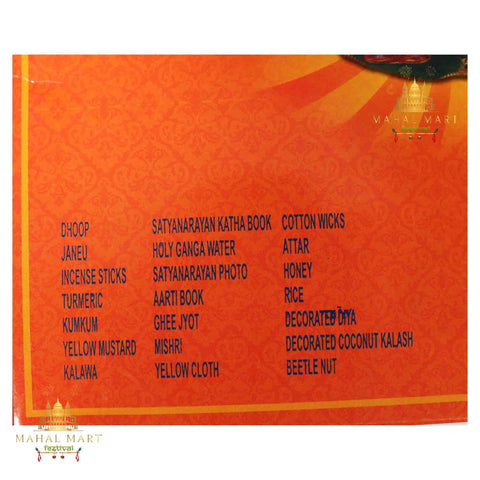 MAHAL MART
festival
DHOOP
JANEU
INCENSE STICKS
TURMERIC
KUMKUM
YELLOW MUSTARD
KALAWA
SATYANARAYAN KATHA BOOK
HOLY GANGA WATER
SATYANARAYAN PHOTO
AARTI BOOK
GHEE JYOT
MISHRI
YELLOW CLOTH
COTTON WICKS
ATTAR
HONEY
RICE
DECORATED DIYA
DECORATED COCONUT KALASH
BEETLE NUT
MAHAL MART
festival